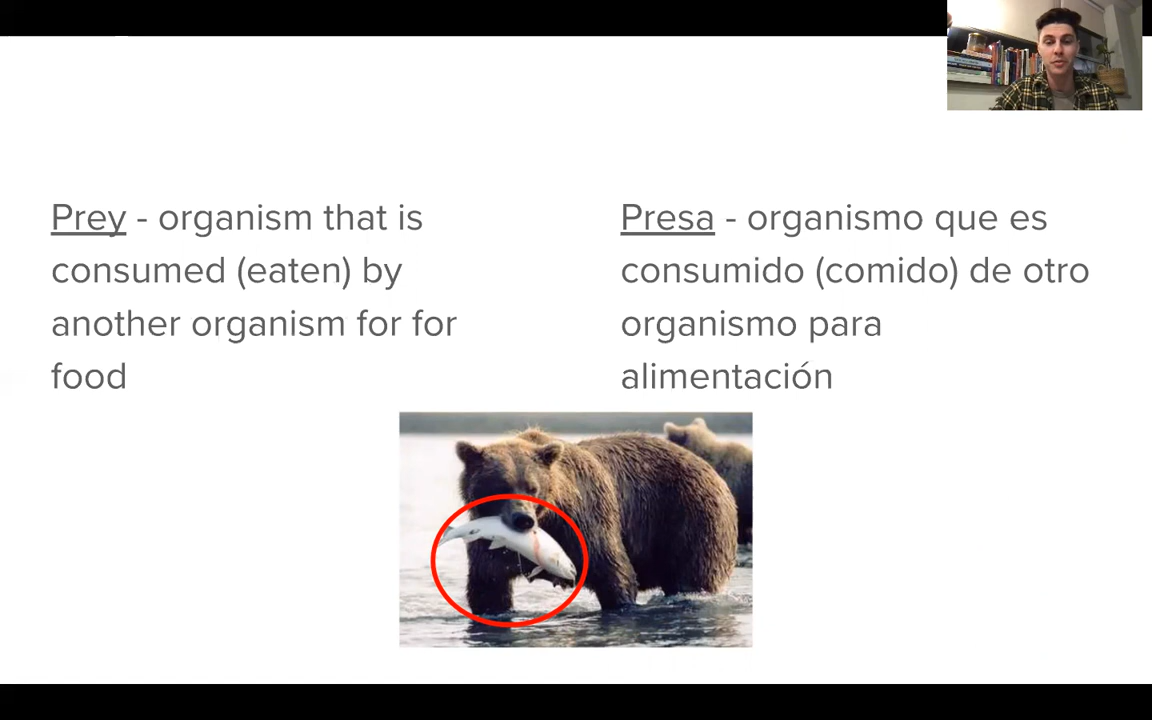 Prey - organism that is
consumed (eaten) by
another organism for for
food
Presa - organismo que es
consumido (comido) de otro
organismo para
alimentación